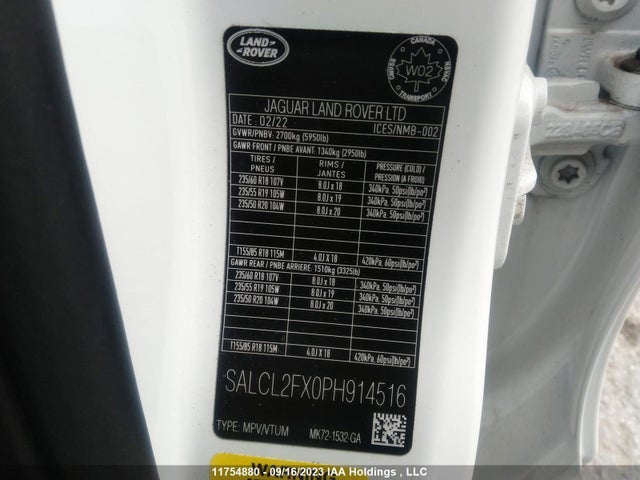 LAND
ROVER
CANADA
W02
TRANSPORT
JAGUAR LAND ROVER LTD
DATE: 02/22 ICES/NMB-002
GVWR/PNBV: 2700kg (5950lb)
GAWR FRONT / PNBE AVANT: 1340kg (2950lb)
TIRES / PNEUS RIMS / JANTES PRESSURE (COLD) / PRESSION (A FROID)
235/60 R18 107V 8.0J x 18 340kPa, 50psi(lb/po²)
235/55 R19 105W 8.0J x 19 340kPa, 50psi(lb/po²)
235/50 R20 104W 8.0J x 20 340kPa, 50psi(lb/po²)
T155/85 R18 115M 4.0J X 18 420kPa, 60psi(lb/po²)
GAWR REAR / PNBE ARRIERE: 1510kg (3325lb)
235/60 R18 107V 8.0J x 18 340kPa, 50psi(lb/po²)
235/55 R19 105W 8.0J x 19 340kPa, 50psi(lb/po²)
235/50 R20 104W 8.0J x 20 340kPa, 50psi(lb/po²)
T155/85 R18 115M 4.0J X 18 420kPa, 60psi(lb/po²)
SALCL2FX0PH914516
TYPE: MPV/VTUM MK72-1532-GA
WARNING
11754880 - 09/16/2023 IAA Holdings , LLC